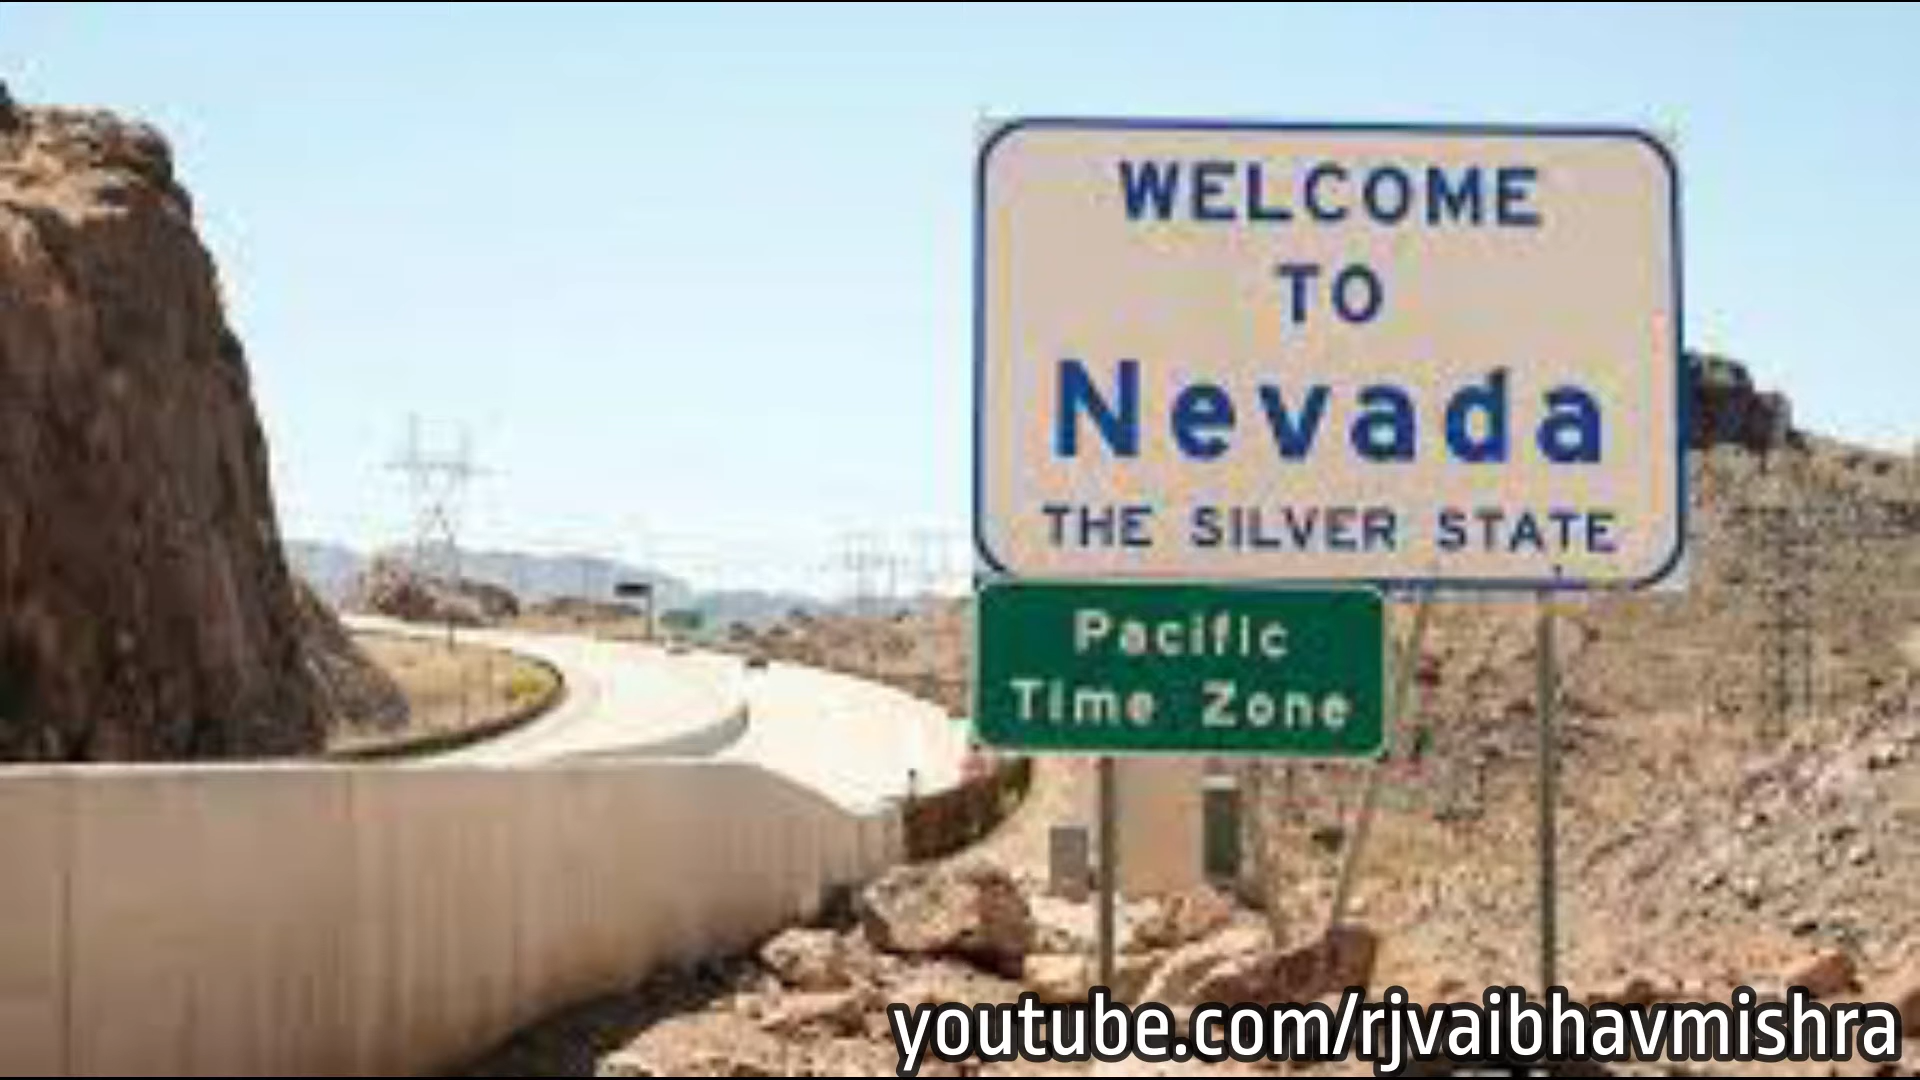 WELCOME
TO
Nevada
THE SILVER STATE
Pacific
Time Zone
youtube.com/rjvaibhavmishra